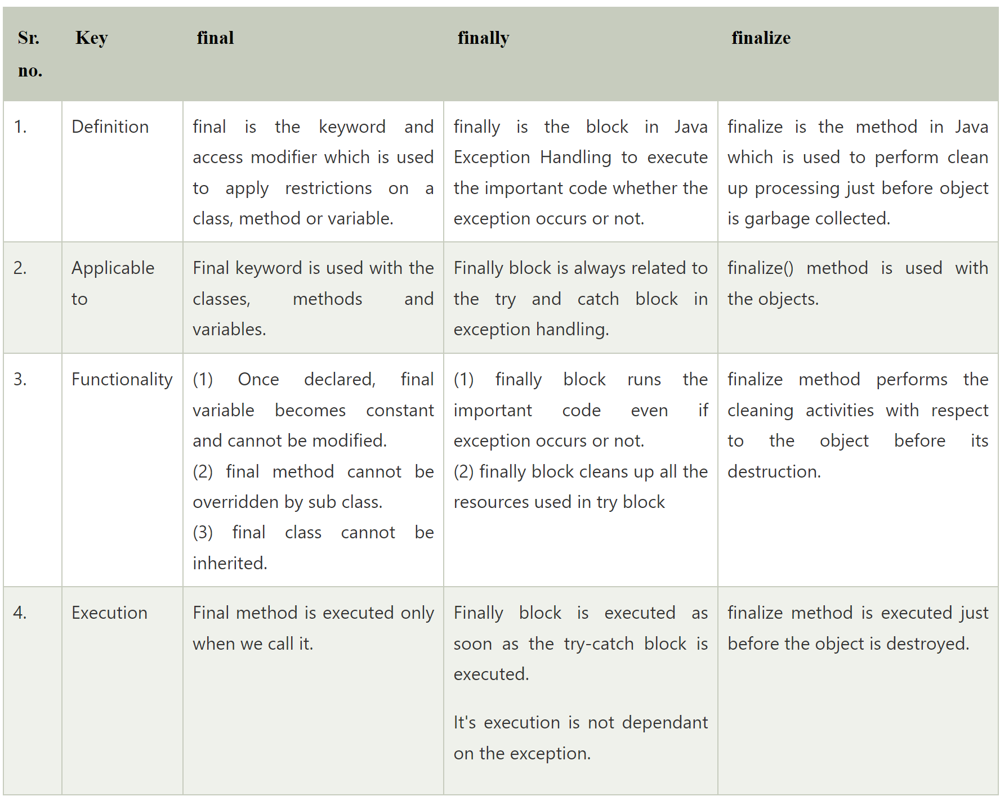 Sr. no.
Key
final
finally
finalize
1.
Definition
final is the keyword and
access modifier which is used
to apply restrictions on a
class, method or variable.
finally is the block in Java
Exception Handling to execute
the important code whether the
exception occurs or not.
finalize is the method in Java
which is used to perform clean
up processing just before object
is garbage collected.
2.
Applicable
to
Final keyword is used with the
classes, methods and
variables.
Finally block is always related to
the try and catch block in
exception handling.
finalize() method is used with
the objects.
3.
Functionality
(1) Once declared, final
variable becomes constant
and cannot be modified.
(2) final method cannot be
overridden by sub class.
(3) final class cannot be
inherited.
(1) finally block runs the
important code even if
exception occurs or not.
(2) finally block cleans up all the
resources used in try block
finalize method performs the
cleaning activities with respect
to the object before its
destruction.
4.
Execution
Final method is executed only
when we call it.
Finally block is executed as
soon as the try-catch block is
executed.
It's execution is not dependant
on the exception.
finalize method is executed just
before the object is destroyed.